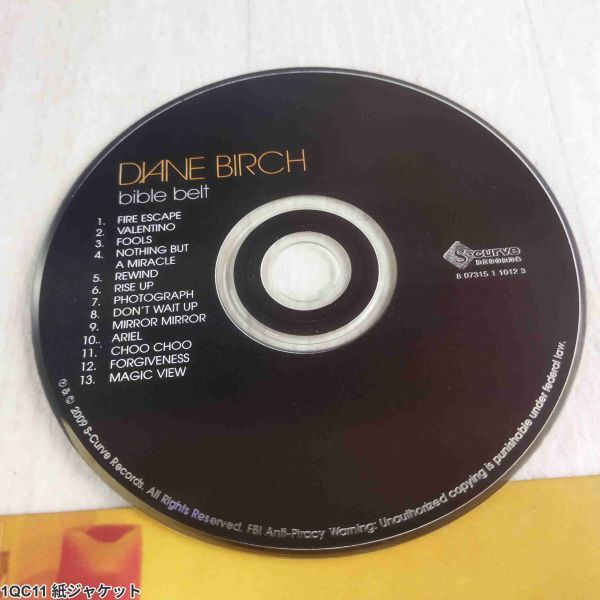 DIANE BIRCH
bible belt
1. FIRE ESCAPE
2. VALENTINO
3. FOOLS
4. NOTHING BUT
A MIRACLE
5. REWIND
6. RISE UP
7. PHOTOGRAPH
8. DON'T WAIT UP
9. MIRROR MIRROR
10. ARIEL
11. CHOO CHOO
12. FORGIVENESS
13. MAGIC VIEW
S-curve
RECORDS
8 07315 1 1012 3
℗ & © 2009 S-Curve Records. All Rights Reserved. FBI Anti-Piracy Warning: Unauthorized copying is punishable under federal law.
1QC11 紙ジャケット